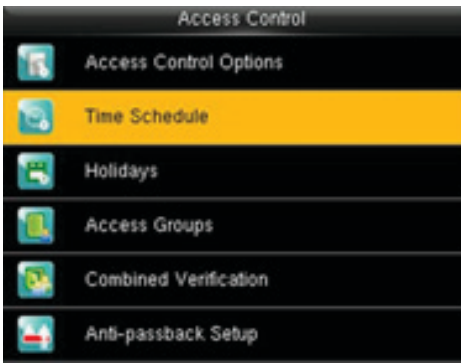 Access Control
Access Control Options
Time Schedule
Holidays
Access Groups
Combined Verification
Anti-passback Setup